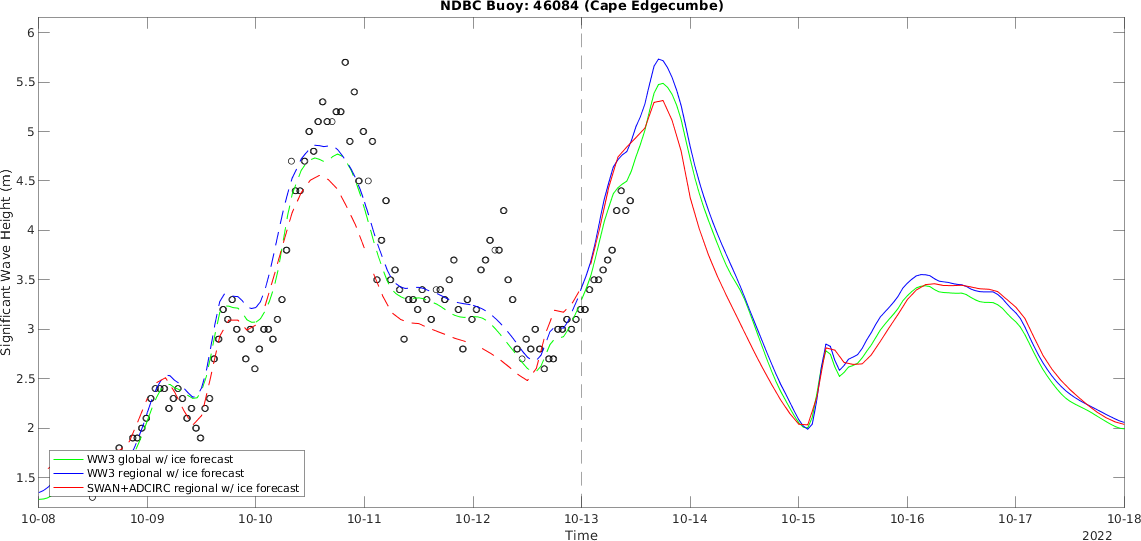 NDBC Buoy: 46084 (Cape Edgecumbe)
6
5.5
5
4.5
4
3.5
3
2.5
2
1.5
Significant Wave Height (m)
WW3 global w/ ice forecast
WW3 regional w/ ice forecast
SWAN+ADCIRC regional w/ ice forecast
10-08 10-09 10-10 10-11 10-12 10-13 10-14 10-15 10-16 10-17 10-18
Time
2022